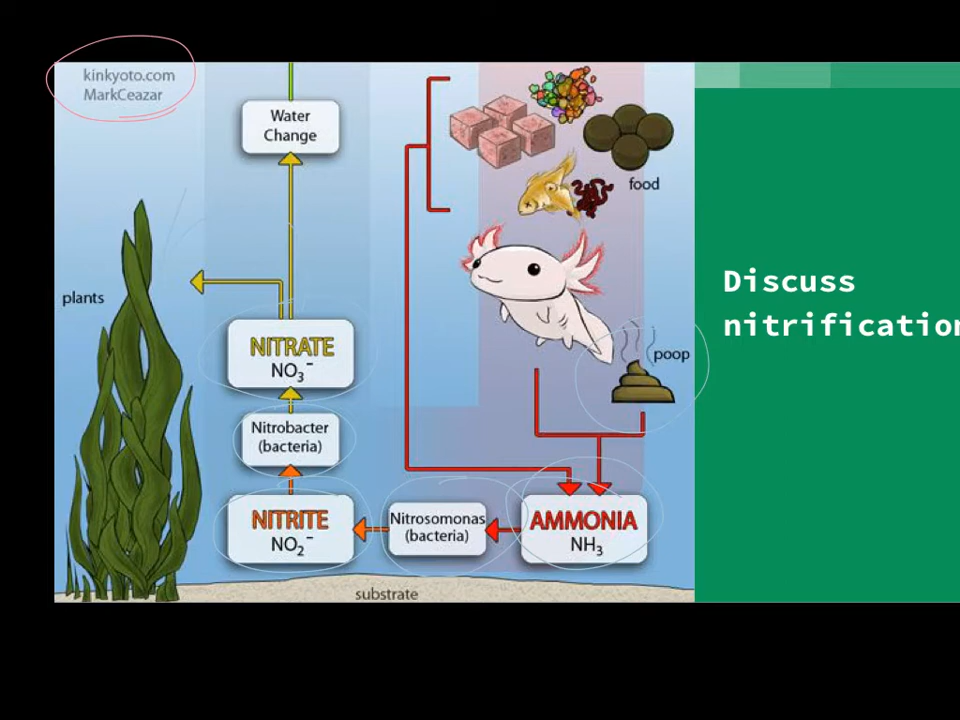 kinkyoto.com
MarkCeazar
Water
Change
food
plants
NITRATE
NO3-
poop
Nitrobacter
(bacteria)
NITRITE
NO2-
Nitrosomonas
(bacteria)
AMMONIA
NH3
substrate
Discuss
nitrification